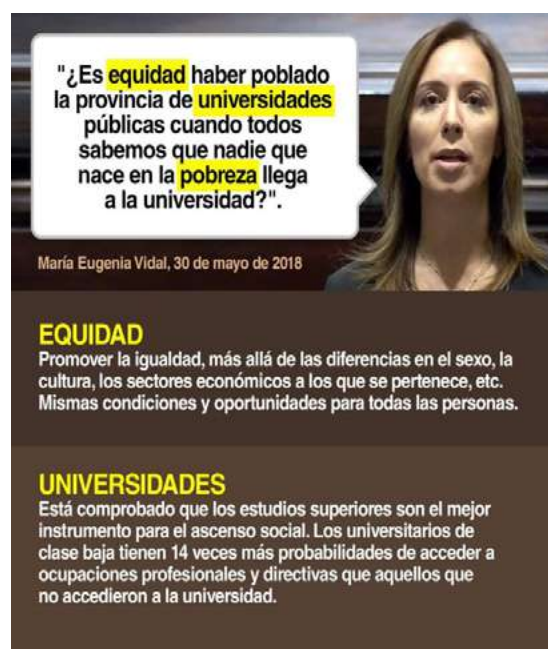 "¿Es equidad haber poblado
la provincia de universidades
públicas cuando todos
sabemos que nadie que
nace en la pobreza llega
a la universidad?".
María Eugenia Vidal, 30 de mayo de 2018
EQUIDAD
Promover la igualdad, más allá de las diferencias en el sexo, la
cultura, los sectores económicos a los que se pertenece, etc.
Mismas condiciones y oportunidades para todas las personas.
UNIVERSIDADES
Está comprobado que los estudios superiores son el mejor
instrumento para el ascenso social. Los universitarios de
clase baja tienen 14 veces más probabilidades de acceder a
ocupaciones profesionales y directivas que aquellos que
no accedieron a la universidad.